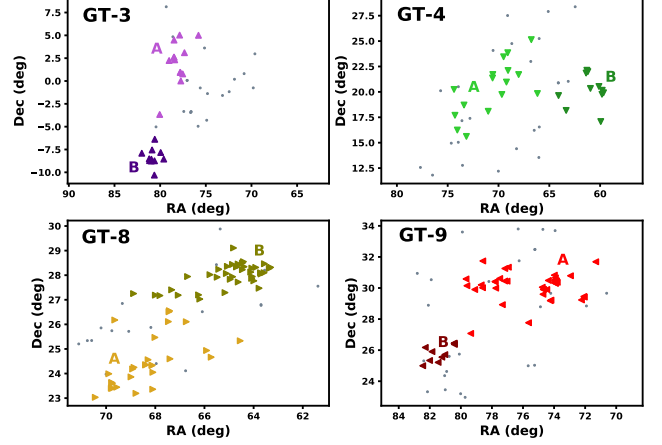 GT-3
A
B
Dec (deg)
7.5
5.0
2.5
0.0
−2.5
−5.0
−7.5
−10.0
90
85
80
75
70
65
RA (deg)
GT-4
A
B
Dec (deg)
27.5
25.0
22.5
20.0
17.5
15.0
12.5
75
70
65
60
RA (deg)
GT-8
B
A
Dec (deg)
30
29
28
27
26
25
24
23
70
68
66
64
62
RA (deg)
GT-9
A
B
Dec (deg)
34
32
30
28
26
24
84
82
80
78
76
74
72
70
RA (deg)